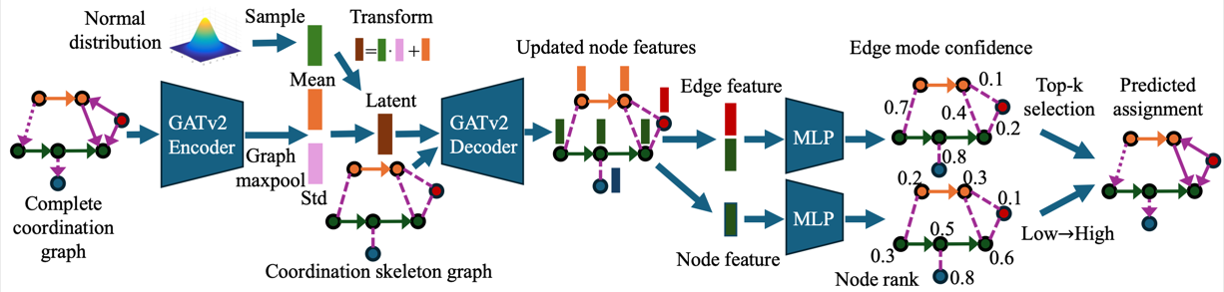 Normal
distribution
Sample
Transform
= · +
Mean
Std
Complete
coordination
graph
GATv2
Encoder
Graph
maxpool
Latent
Coordination skeleton graph
GATv2
Decoder
Updated node features
Edge feature
Node feature
MLP
MLP
Edge mode confidence
0.1
0.7
0.4
0.2
0.8
0.2
0.3
0.1
0.5
0.3
0.6
0.8
Node rank
Top-k
selection
Low→High
Predicted
assignment